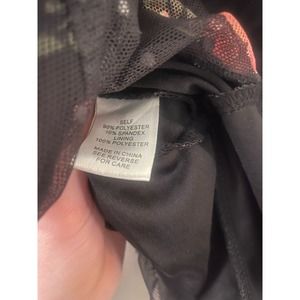 SELF
90% POLYESTER
10% SPANDEX
LINING
100% POLYESTER
MADE IN CHINA
SEE REVERSE
FOR CARE